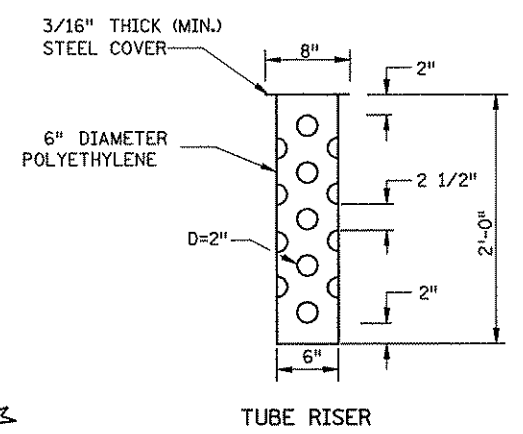 3/16" THICK (MIN.)
STEEL COVER
8"
2"
6" DIAMETER
POLYETHYLENE
2 1/2"
D=2"
2'-0"
2"
6"
TUBE RISER